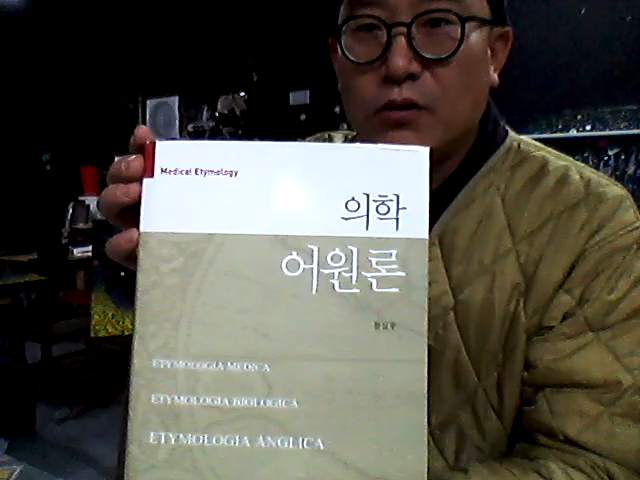 Medical Etymology
의학
어원론
ETYMOLOGIA MEDICA
ETYMOLOGIA BIOLOGICA
ETYMOLOGIA ANGLICA